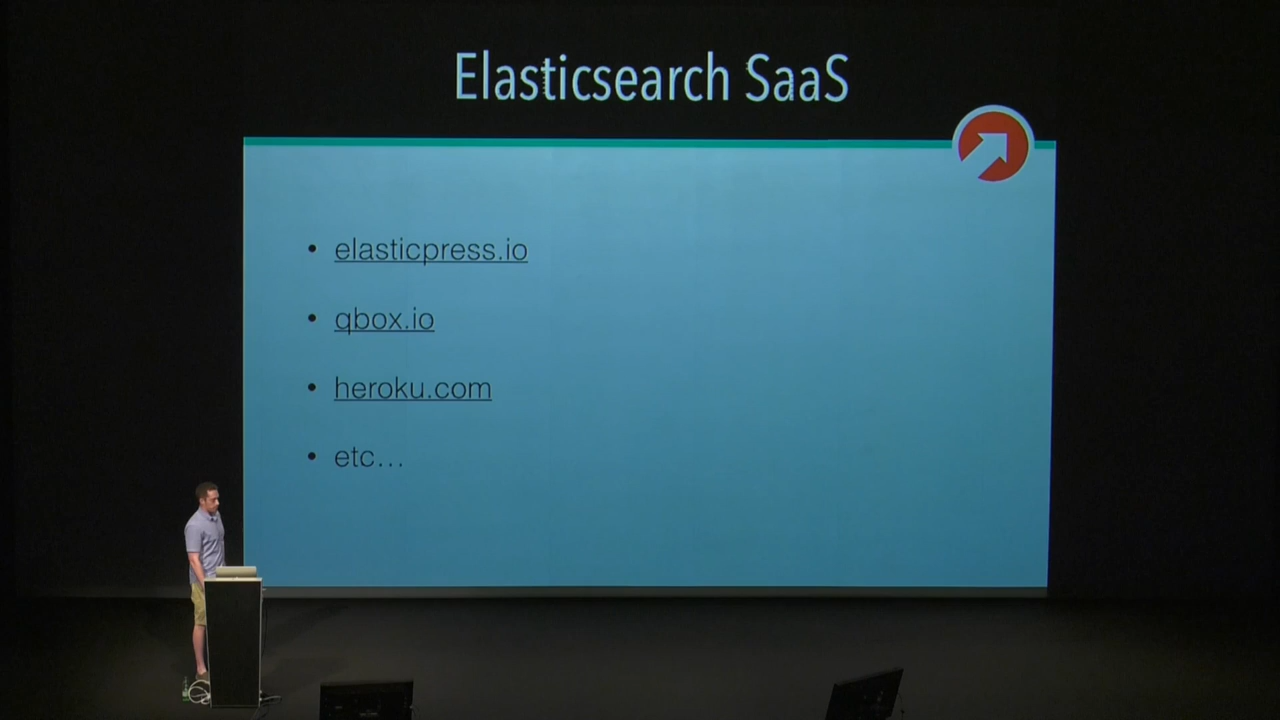 Elasticsearch SaaS
• elasticpress.io
• qbox.io
• heroku.com
• etc...